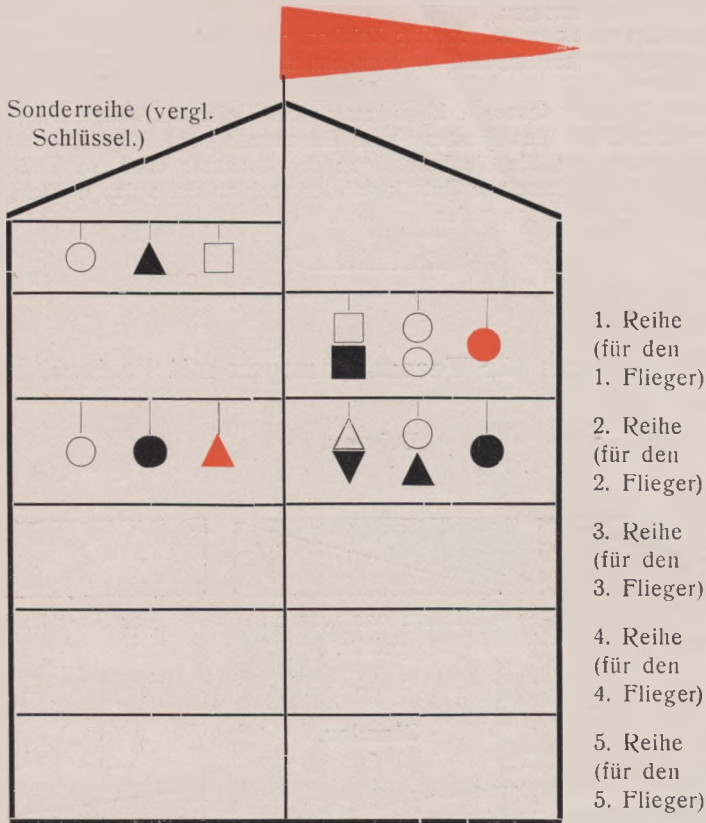 Sonderreihe (vergl.
Schlüssel.)
1. Reihe
(für den
1. Flieger)
2. Reihe
(für den
2. Flieger)
3. Reihe
(für den
3. Flieger)
4. Reihe
(für den
4. Flieger)
5. Reihe
(für den
5. Flieger)